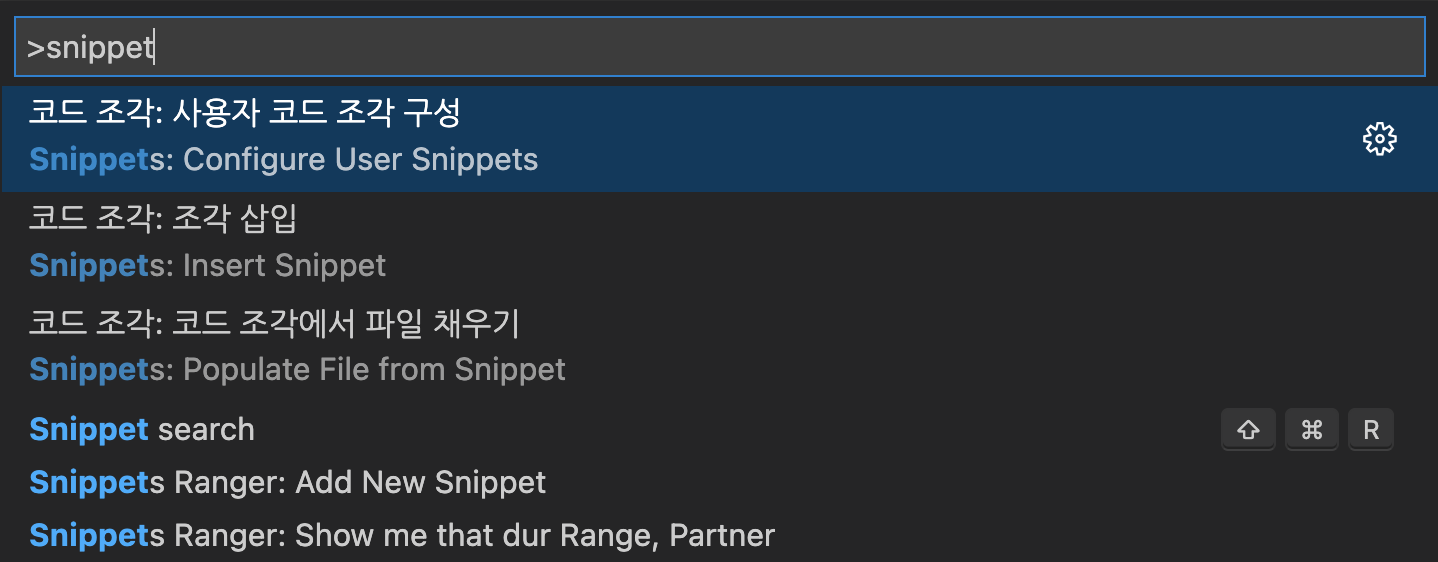 >snippet
코드 조각: 사용자 코드 조각 구성
Snippets: Configure User Snippets
코드 조각: 조각 삽입
Snippets: Insert Snippet
코드 조각: 코드 조각에서 파일 채우기
Snippets: Populate File from Snippet
Snippet search ⇧ ⌘ R
Snippets Ranger: Add New Snippet
Snippets Ranger: Show me that dur Range, Partner